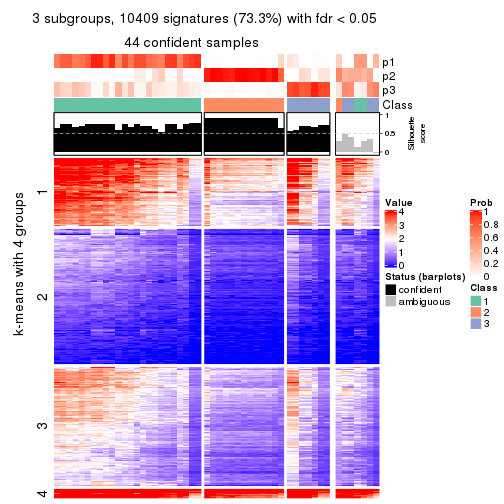 3 subgroups, 10409 signatures (73.3%) with fdr < 0.05
44 confident samples
p1
p2
p3
Class
1
0.5
0
Silhouette
score
k-means with 4 groups
1
2
3
4
Value
4
3
2
1
0
Status (barplots)
confident
ambiguous
Prob
1
0.8
0.6
0.4
0.2
0
Class
1
2
3